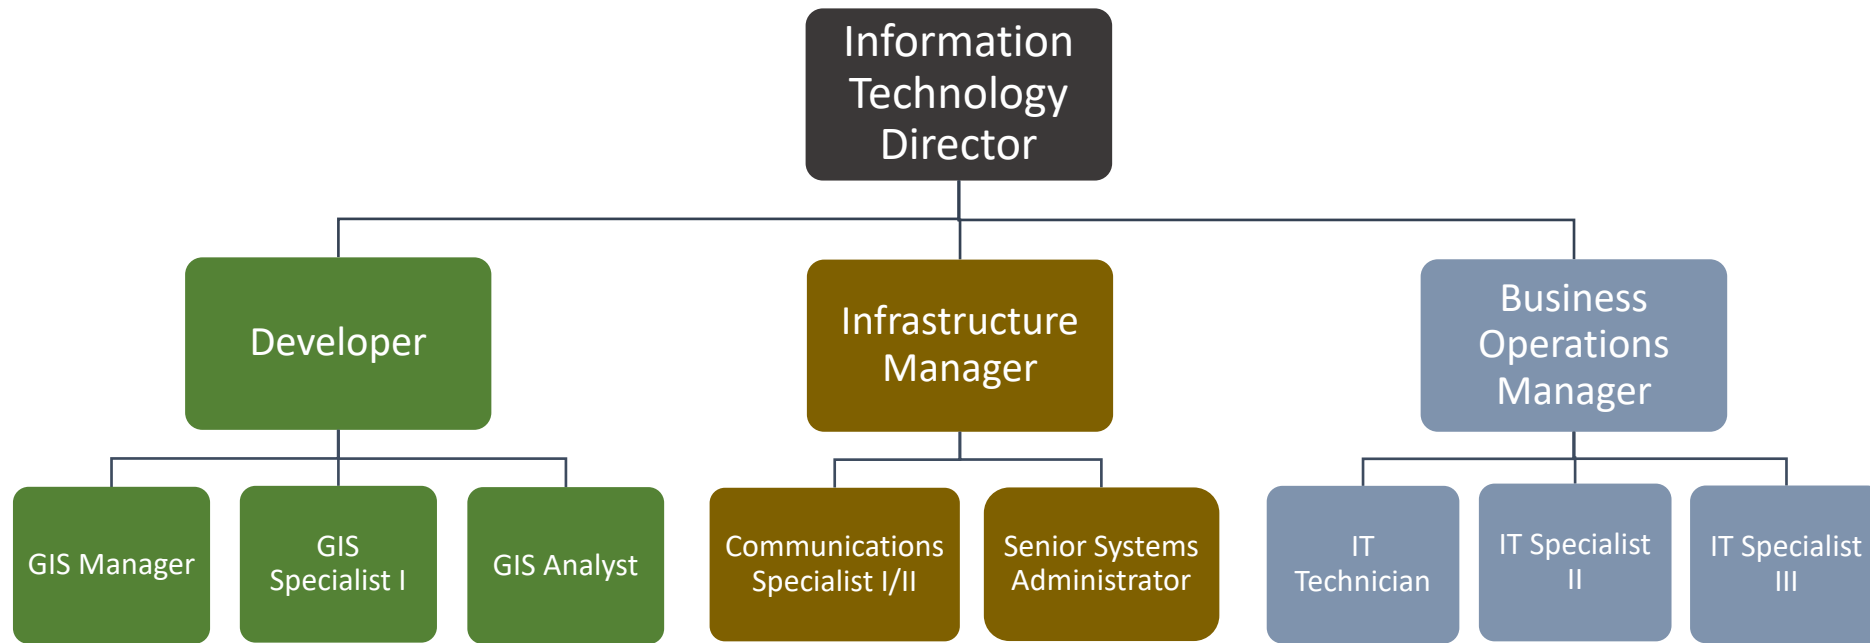 Information
Technology
Director
Developer
Infrastructure
Manager
Business
Operations
Manager
GIS Manager
GIS
Specialist I
GIS Analyst
Communications
Specialist I/II
Senior Systems
Administrator
IT
Technician
IT Specialist
II
IT Specialist
III